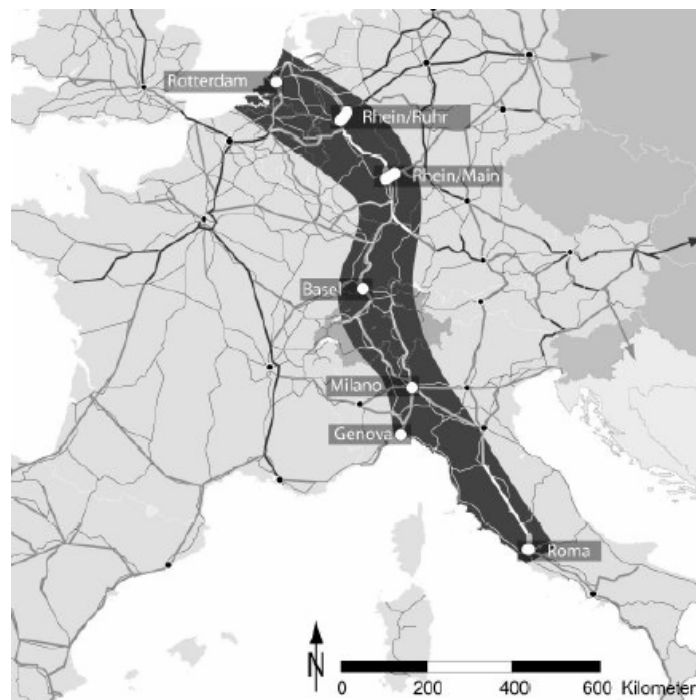 Rotterdam
Rhein/Ruhr
Rhein/Main
Basel
Milano
Genova
Roma
N
0 200 400 600 Kilometer